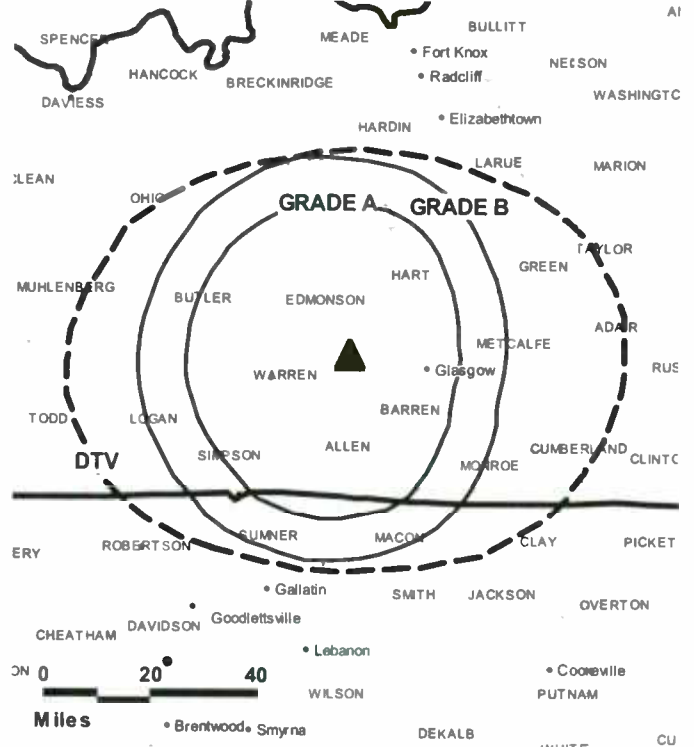 BULLITT
SPENCER
MEADE
Fort Knox
HANCOCK
BRECKINRIDGE
Radcliff
NELSON
DAVIESS
WASHINGTO
HARDIN
Elizabethtown
LARUE
MARION
CLEAN
OHIO
GRADE A
GRADE B
TAYLOR
GREEN
HART
MUHLENBERG
BUTLER
EDMONSON
ADAIR
METCALFE
WARREN
Glasgow
RUS
BARREN
TODD
LOGAN
ALLEN
SIMPSON
CUMBERLAND
CLINTO
DTV
MONROE
ERY
ROBERTSON
SUMNER
MACON
CLAY
PICKET
Gallatin
SMITH
JACKSON
OVERTON
Goodlettsville
DAVIDSON
CHEATHAM
Lebanon
ON
0 20 40
Cookeville
WILSON
PUTNAM
Miles
Brentwood
Smyrna
DEKALB
WHITE
CU